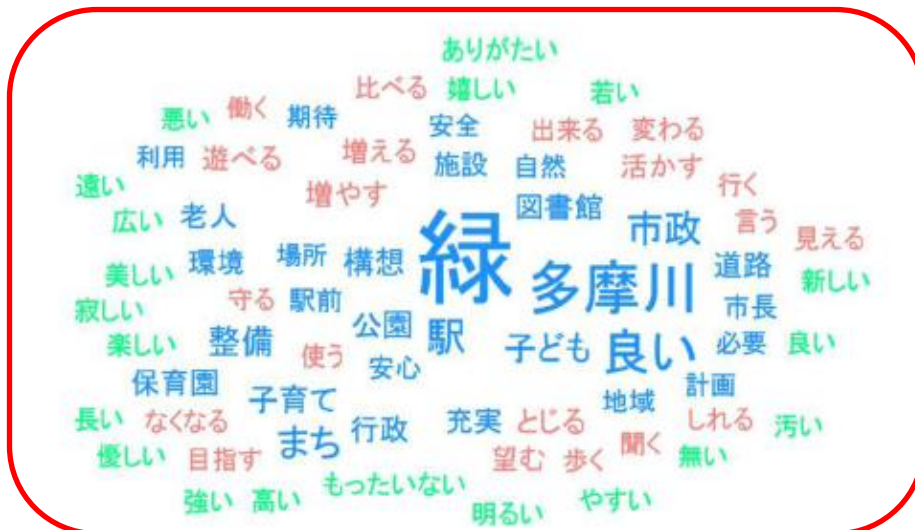 ありがたい
比べる 嬉しい 若い
悪い 働く 期待 安全 出来る 変わる
利用 遊べる 増える 施設 自然 活かす
遠い 増やす 図書館 行く
広い 老人 緑 市政 言う 見える
美しい 環境 場所 構想 多摩川 道路 新しい
寂しい 守る 駅前 市長
楽しい 整備 使う 公園 駅 子ども 良い 必要 良い
保育園 安心 計画
子育て 地域
長い なくなる まち 行政 充実 とじる しれる 汚い
優しい 目指す 望む 歩く 聞く 無い
強い 高い もったいない 明るい やすい